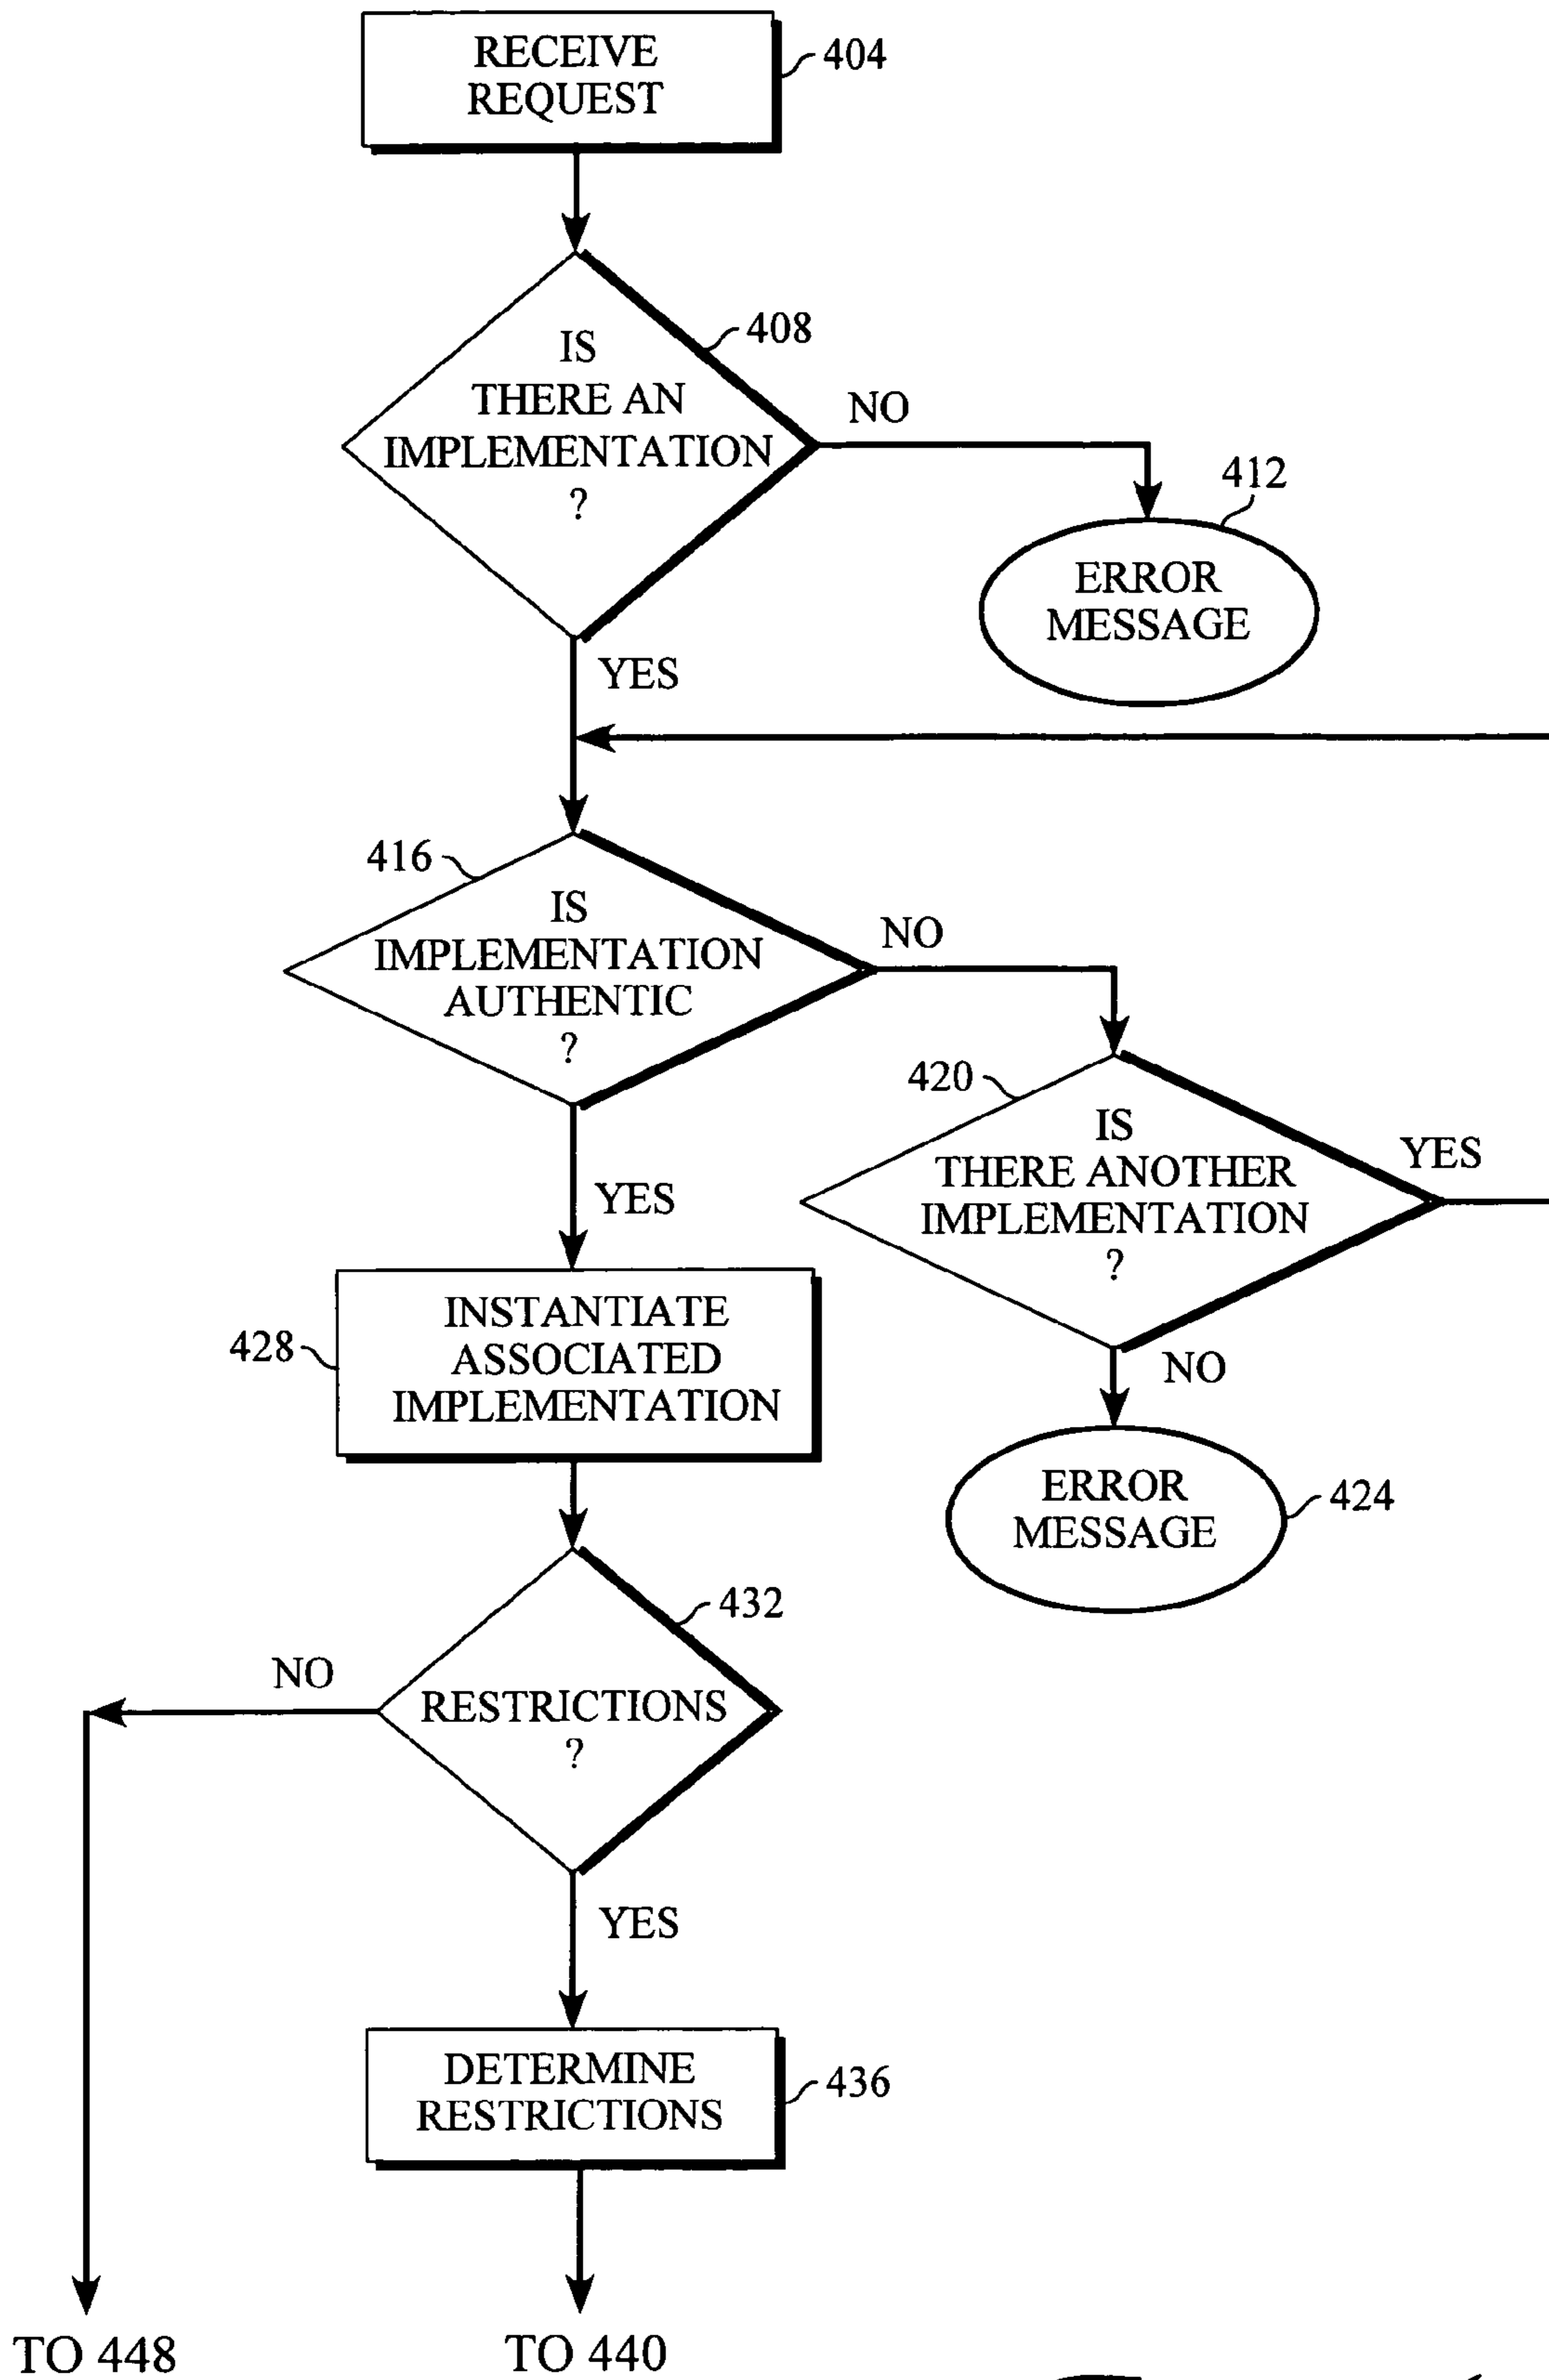 RECEIVE
REQUEST
404
408
IS
THERE AN
IMPLEMENTATION
?
NO
412
ERROR
MESSAGE
YES
416
IS
IMPLEMENTATION
AUTHENTIC
?
NO
420
IS
THERE ANOTHER
IMPLEMENTATION
?
YES
YES
428
INSTANTIATE
ASSOCIATED
IMPLEMENTATION
NO
ERROR
MESSAGE
424
432
NO
RESTRICTIONS
?
YES
DETERMINE
RESTRICTIONS
436
TO 448
TO 440